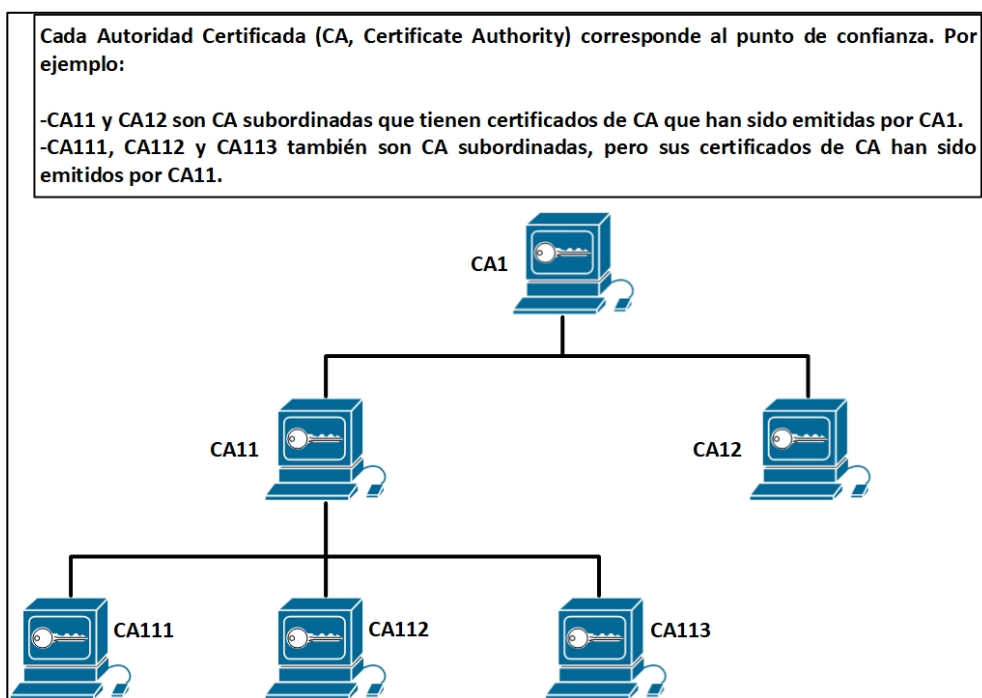 Cada Autoridad Certificada (CA, Certificate Authority) corresponde al punto de confianza. Por
ejemplo:
-CA11 y CA12 son CA subordinadas que tienen certificados de CA que han sido emitidas por CA1.
-CA111, CA112 y CA113 también son CA subordinadas, pero sus certificados de CA han sido
emitidos por CA11.
CA1
CA11
CA12
CA111
CA112
CA113